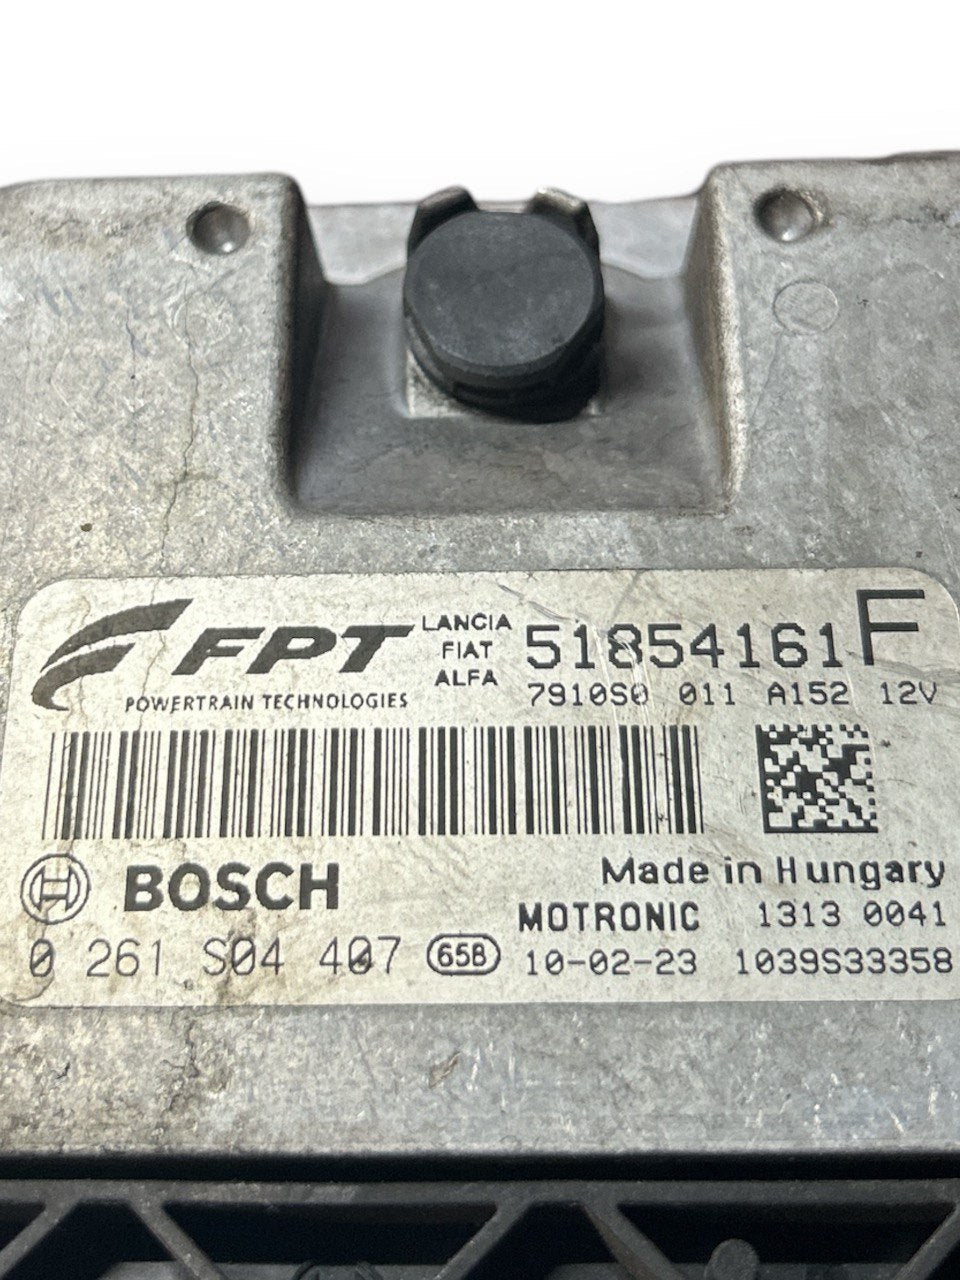 FPT
POWERTRAIN TECHNOLOGIES
LANCIA
FIAT
ALFA
51854161 F
7910S0 011 A152 12V
BOSCH
Made in Hungary
MOTRONIC 1313 0041
0 261 S04 407 65B 10-02-23 1039S33358